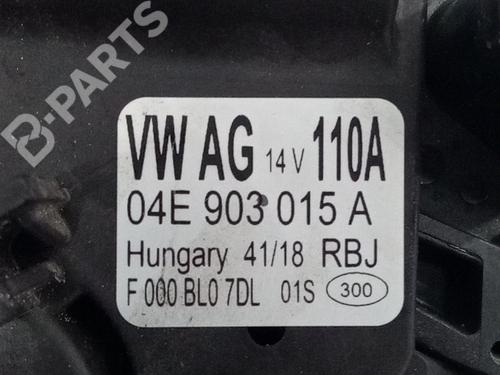 B-PARTS
VW AG 14 V 110A
04E 903 015 A
Hungary 41/18 RBJ
F 000 BL0 7DL 01S 300